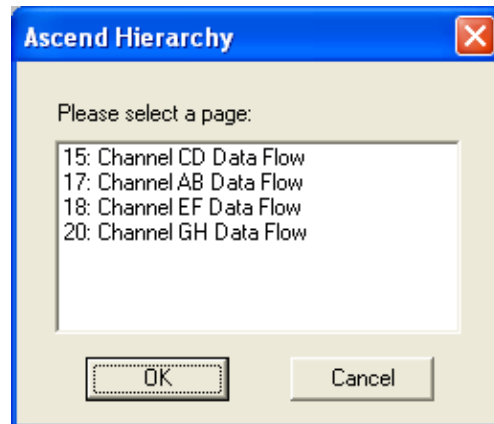 Ascend Hierarchy
Please select a page:
15: Channel CD Data Flow
17: Channel AB Data Flow
18: Channel EF Data Flow
20: Channel GH Data Flow
OK
Cancel